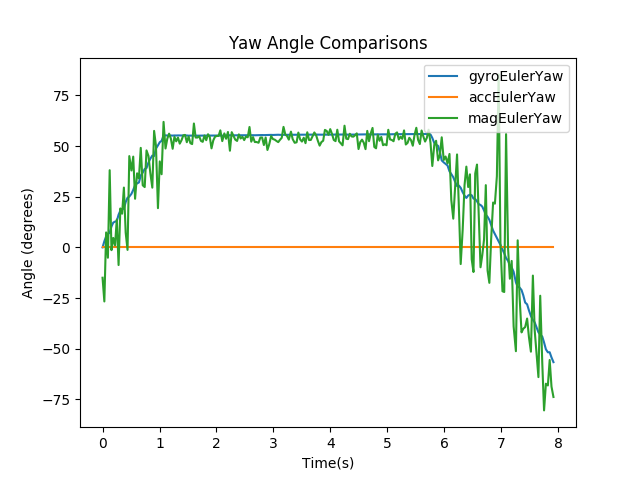 Yaw Angle Comparisons
gyroEulerYaw
accEulerYaw
magEulerYaw
Angle (degrees)
75
50
25
0
−25
−50
−75
0 1 2 3 4 5 6 7 8
Time(s)